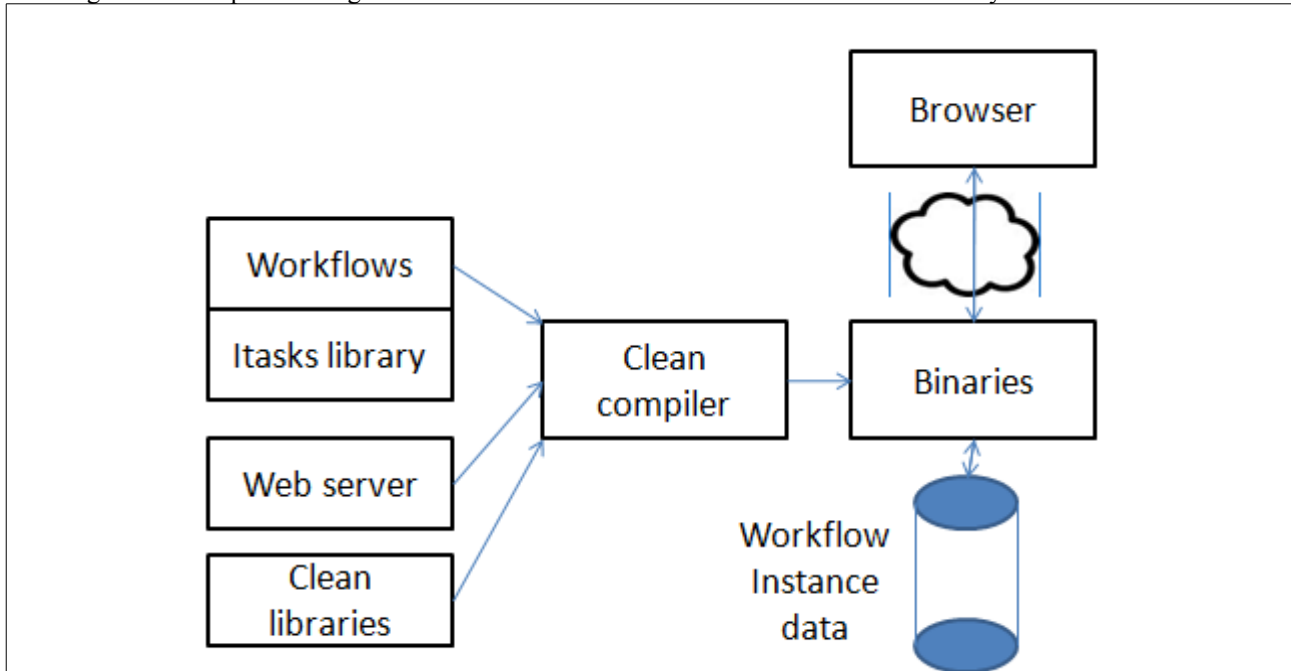 Browser
Workflows
Itasks library
Clean
compiler
Binaries
Web server
Clean
libraries
Workflow
Instance
data